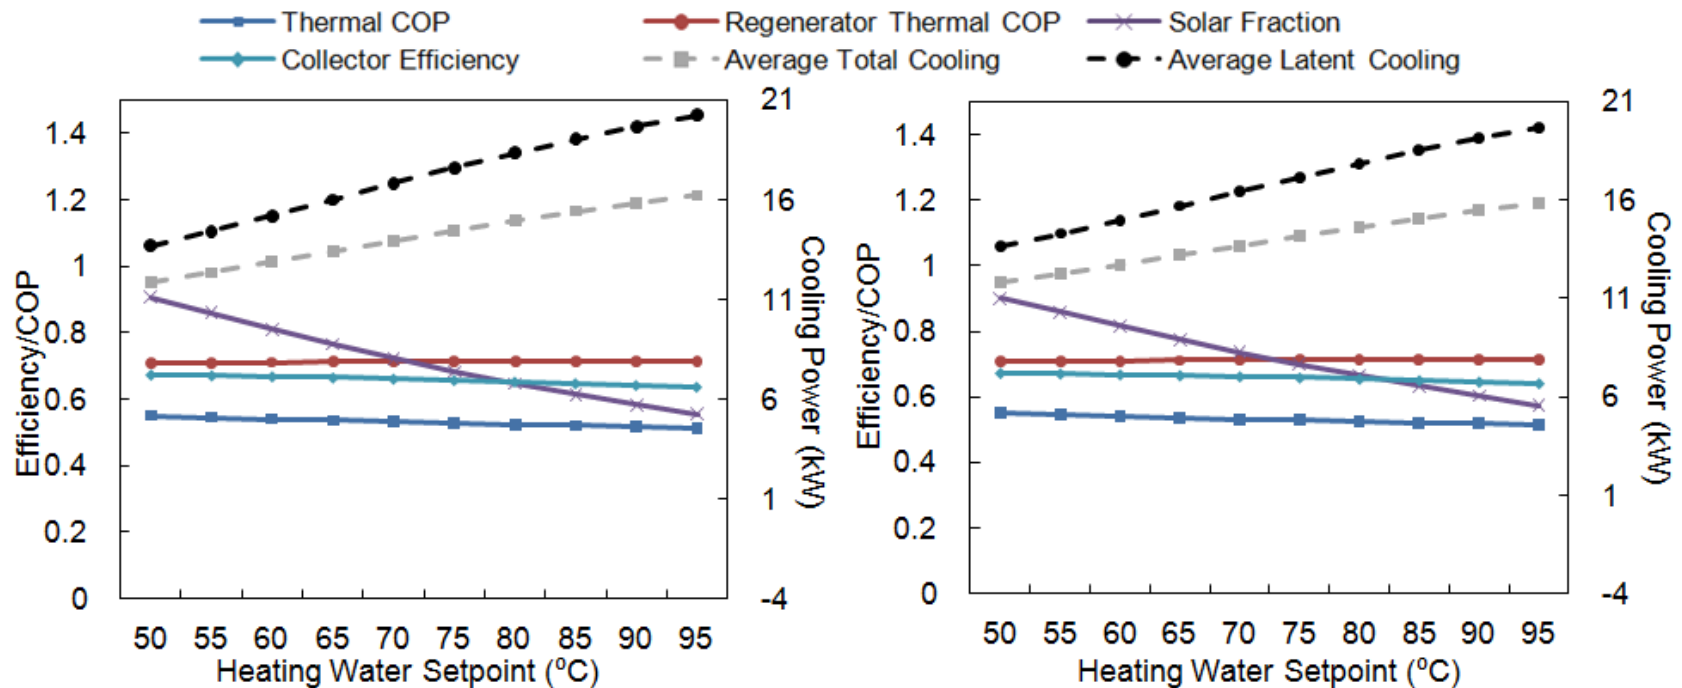 Thermal COP Regenerator Thermal COP Solar Fraction
Collector Efficiency Average Total Cooling Average Latent Cooling
Efficiency/COP
1.4
1.2
1
0.8
0.6
0.4
0.2
0
21
16
11
6
1
-4
Cooling Power (kW)
50 55 60 65 70 75 80 85 90 95
Heating Water Setpoint (ºC)
Efficiency/COP
1.4
1.2
1
0.8
0.6
0.4
0.2
0
21
16
11
6
1
-4
Cooling Power (kW)
50 55 60 65 70 75 80 85 90 95
Heating Water Setpoint (ºC)